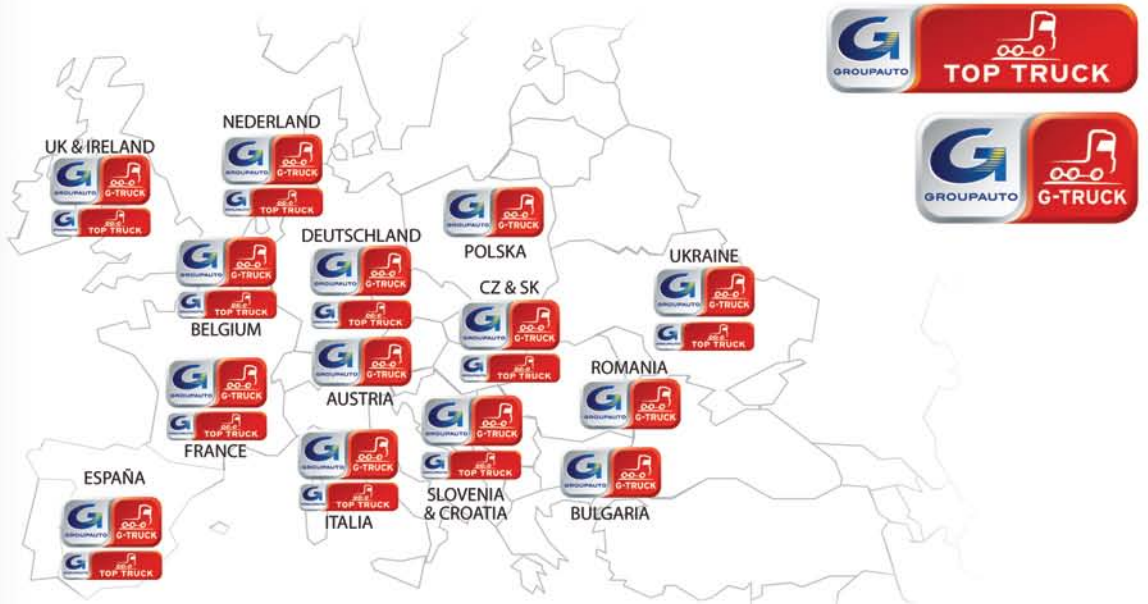 GROUPAUTO
TOP TRUCK
GROUPAUTO
G-TRUCK
UK & IRELAND
GROUPAUTO
G-TRUCK
TOP TRUCK
NEDERLAND
GROUPAUTO
G-TRUCK
TOP TRUCK
BELGIUM
GROUPAUTO
G-TRUCK
TOP TRUCK
DEUTSCHLAND
GROUPAUTO
G-TRUCK
TOP TRUCK
POLSKA
GROUPAUTO
G-TRUCK
CZ & SK
GROUPAUTO
G-TRUCK
TOP TRUCK
UKRAINE
GROUPAUTO
G-TRUCK
TOP TRUCK
AUSTRIA
GROUPAUTO
G-TRUCK
ROMANIA
GROUPAUTO
G-TRUCK
FRANCE
GROUPAUTO
G-TRUCK
TOP TRUCK
ITALIA
GROUPAUTO
G-TRUCK
TOP TRUCK
SLOVENIA
& CROATIA
GROUPAUTO
G-TRUCK
TOP TRUCK
BULGARIA
GROUPAUTO
G-TRUCK
ESPAÑA
GROUPAUTO
G-TRUCK
TOP TRUCK